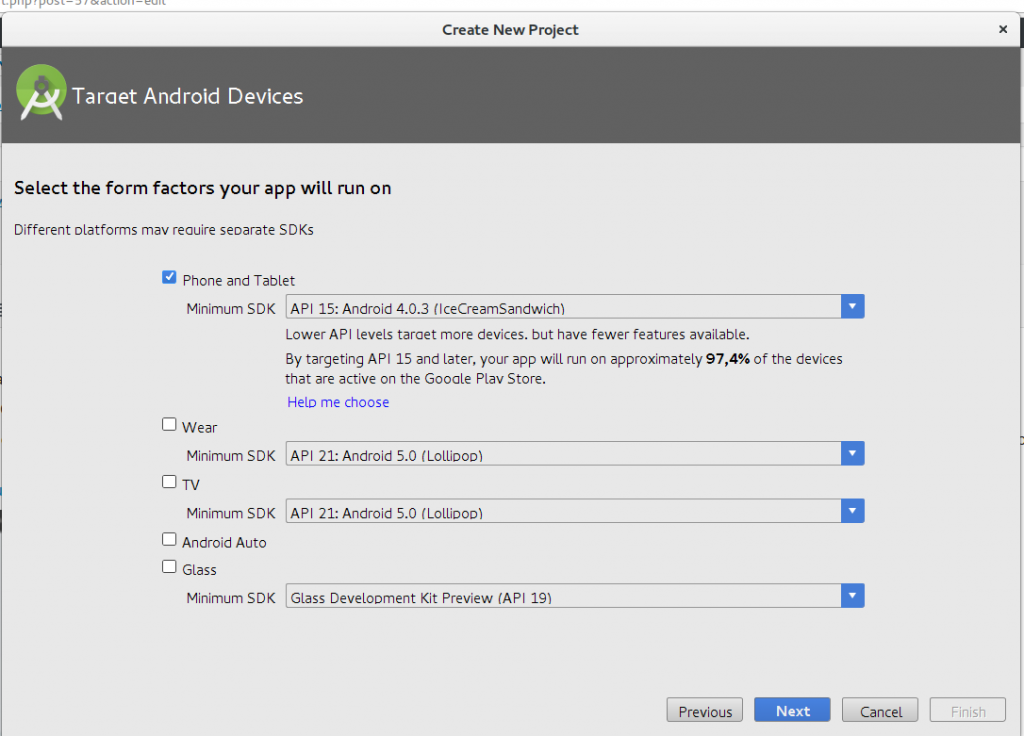 t.php?post=57&action=edit
Create New Project
Target Android Devices
Select the form factors your app will run on
Different platforms may require separate SDKs
Phone and Tablet
Minimum SDK API 15: Android 4.0.3 (IceCreamSandwich)
Lower API levels target more devices, but have fewer features available.
By targeting API 15 and later, your app will run on approximately 97,4% of the devices
that are active on the Google Play Store.
Help me choose
Wear
Minimum SDK API 21: Android 5.0 (Lollipop)
TV
Minimum SDK API 21: Android 5.0 (Lollipop)
Android Auto
Glass
Minimum SDK Glass Development Kit Preview (API 19)
Previous Next Cancel Finish